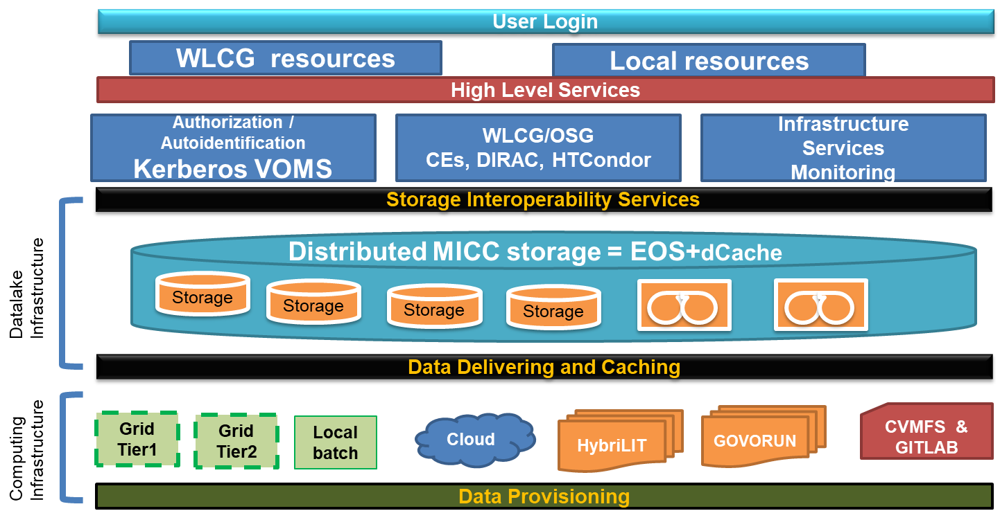 User Login
WLCG  resources
Local resources
High Level Services
Authorization /
Autoidentification
Kerberos VOMS
WLCG/OSG
CEs, DIRAC, HTCondor
Infrastructure
Services
Monitoring
Storage Interoperability Services
Datalake
Infrastructure
Distributed MICC storage = EOS+dCache
Storage
Storage
Storage
Storage
Data Delivering and Caching
Computing
Infrastructure
Grid
Tier1
Grid
Tier2
Local
batch
Cloud
HybriLIT
GOVORUN
CVMFS  &
GITLAB
Data Provisioning